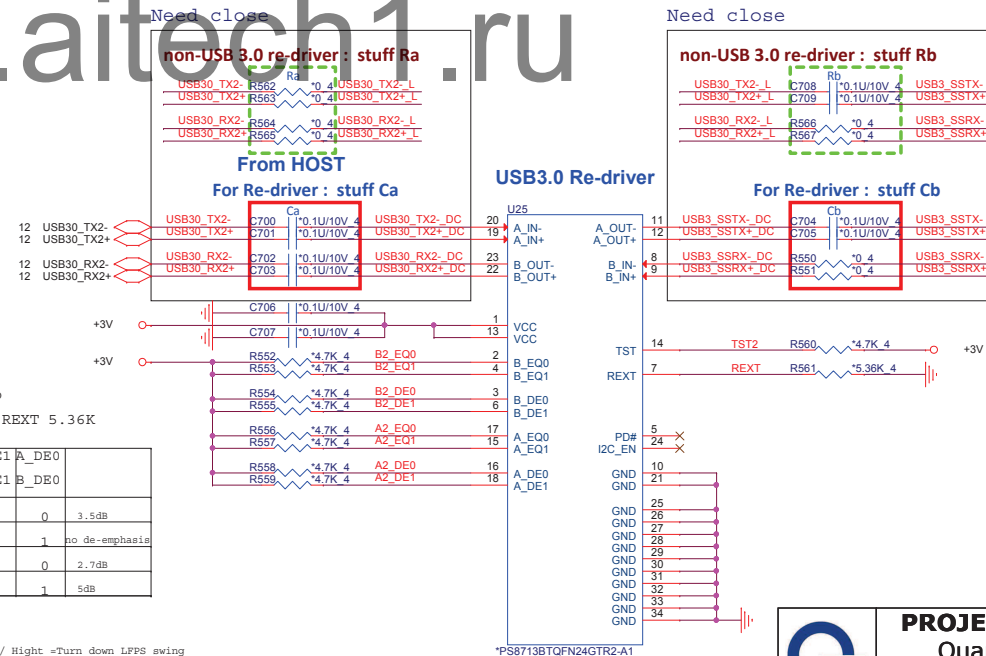 .aitech1.ru
Need close
Need close
non-USB 3.0 re-driver : stuff Ra
non-USB 3.0 re-driver : stuff Rb
Ra
USB30_TX2- R562 *0_4 USB30_TX2-_L
USB30_TX2+ R563 *0_4 USB30_TX2+_L
USB30_RX2- R564 *0_4 USB30_RX2-_L
USB30_RX2+ R565 *0_4 USB30_RX2+_L
Rb
USB30_TX2-_L C708 *0.1U/10V_4 USB3_SSTX-
USB30_TX2+_L C709 *0.1U/10V_4 USB3_SSTX+
USB30_RX2-_L R566 *0_4 USB3_SSRX-
USB30_RX2+_L R567 *0_4 USB3_SSRX+
From HOST
For Re-driver : stuff Ca
USB3.0 Re-driver
For Re-driver : stuff Cb
Ca
12 USB30_TX2- USB30_TX2- C700 *0.1U/10V_4 USB30_TX2-_DC 20 A_IN-
12 USB30_TX2+ USB30_TX2+ C701 *0.1U/10V_4 USB30_TX2+_DC 19 A_IN+
12 USB30_RX2- USB30_RX2- C702 *0.1U/10V_4 USB30_RX2-_DC 23 B_OUT-
12 USB30_RX2+ USB30_RX2+ C703 *0.1U/10V_4 USB30_RX2+_DC 22 B_OUT+
U25
Cb
A_OUT- 11 USB3_SSTX-_DC C704 *0.1U/10V_4 USB3_SSTX-
A_OUT+ 12 USB3_SSTX+_DC C705 *0.1U/10V_4 USB3_SSTX+
B_IN- 8 USB3_SSRX-_DC R550 *0_4 USB3_SSRX-
B_IN+ 9 USB3_SSRX+_DC R551 *0_4 USB3_SSRX+
C706 *0.1U/10V_4
+3V 1 VCC
C707 *0.1U/10V_4 13 VCC
+3V R552 *4.7K_4 B2_EQ0 2 B_EQ0
R553 *4.7K_4 B2_EQ1 4 B_EQ1
R554 *4.7K_4 B2_DE0 3 B_DE0
R555 *4.7K_4 B2_DE1 6 B_DE1
R556 *4.7K_4 A2_EQ0 17 A_EQ0
R557 *4.7K_4 A2_EQ1 15 A_EQ1
R558 *4.7K_4 A2_DE0 16 A_DE0
R559 *4.7K_4 A2_DE1 18 A_DE1
TST 14 TST2 R560 *4.7K_4 +3V
REXT 7 REXT R561 *5.36K_4
PD# 5
I2C_EN 24
GND 10
GND 21
GND 25
GND 26
GND 27
GND 28
GND 29
GND 30
GND 31
GND 32
GND 33
GND 34
*PS8713BTQFN24GTR2-A1
REXT 5.36K
E1 A_DE0
E1 B_DE0
0 3.5dB
1 no de-emphasis
0 2.7dB
1 5dB
/ Hight =Turn down LFPS swing
PROJE
Qua